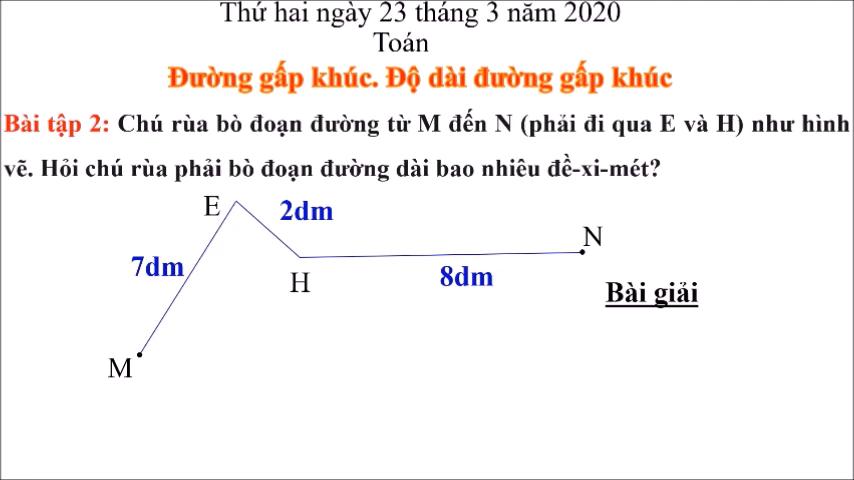 Thứ hai ngày 23 tháng 3 năm 2020
Toán
Đường gấp khúc. Độ dài đường gấp khúc
Bài tập 2: Chú rùa bò đoạn đường từ M đến N (phải đi qua E và H) như hình
vẽ. Hỏi chú rùa phải bò đoạn đường dài bao nhiêu đề-xi-mét?
E
2dm
N
7dm
H
8dm
Bài giải
M